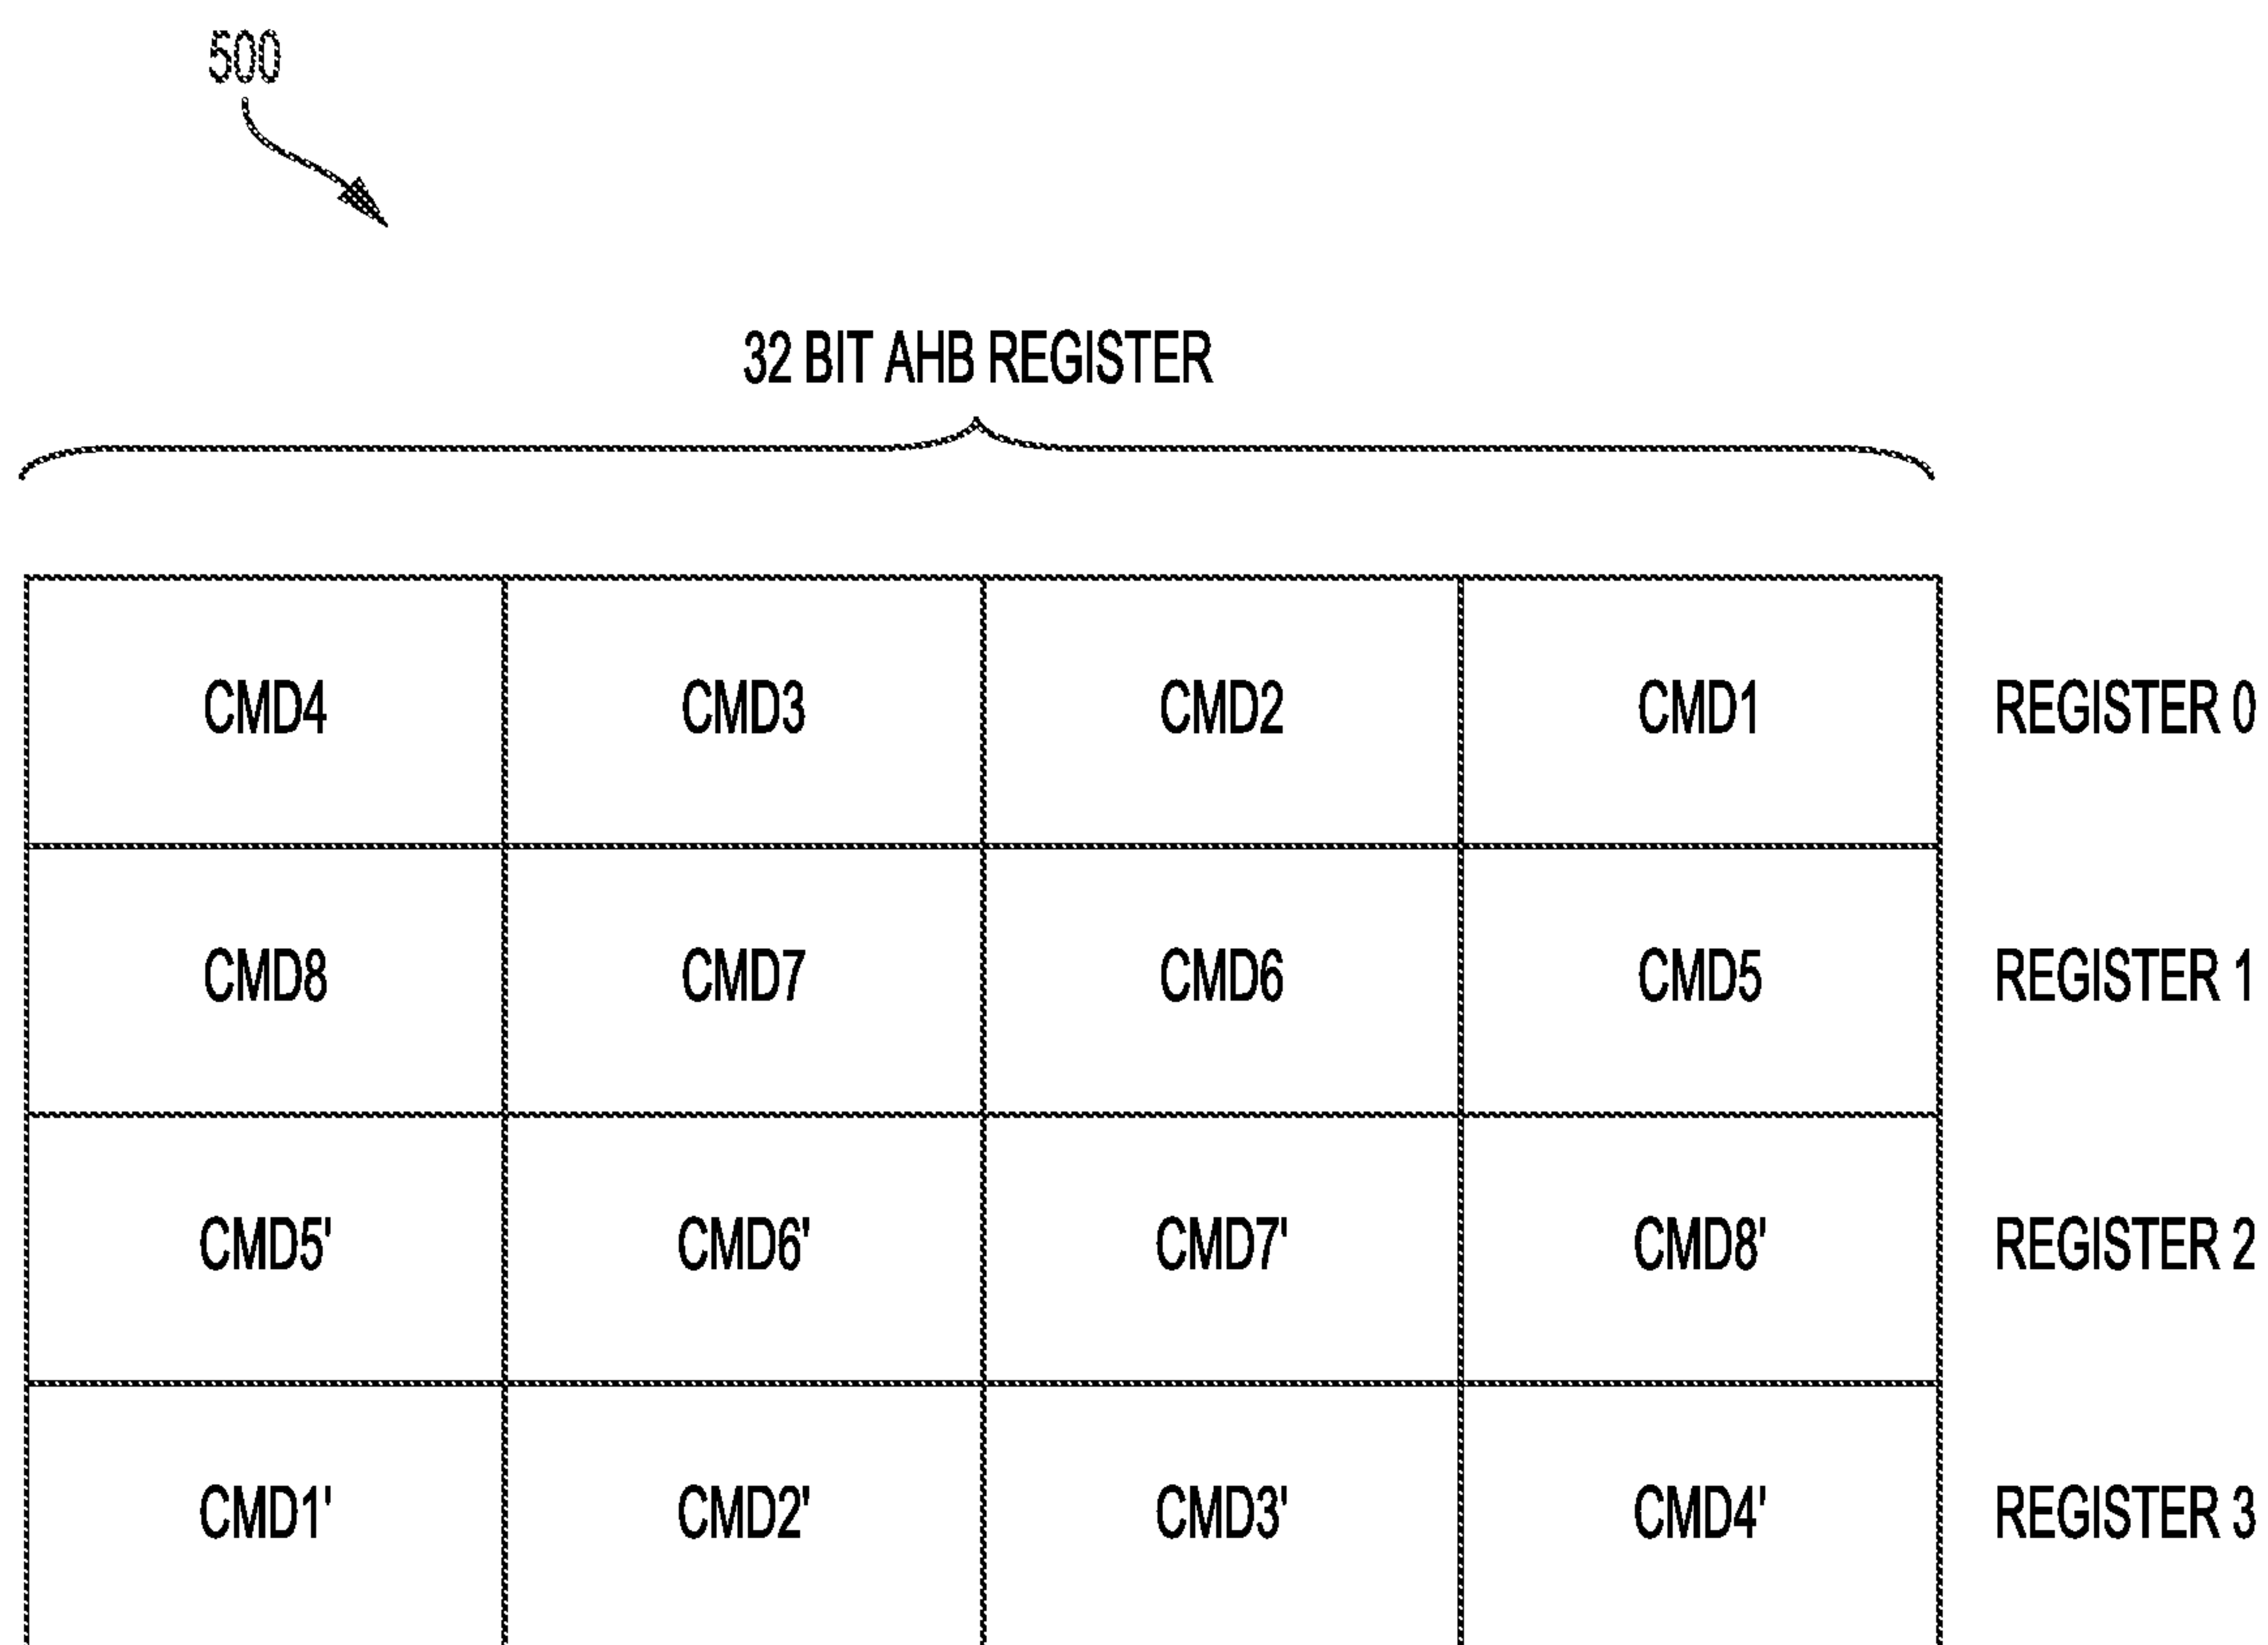 500
32 BIT AHB REGISTER
CMD4 CMD3 CMD2 CMD1 REGISTER 0
CMD8 CMD7 CMD6 CMD5 REGISTER 1
CMD5' CMD6' CMD7' CMD8' REGISTER 2
CMD1' CMD2' CMD3' CMD4' REGISTER 3